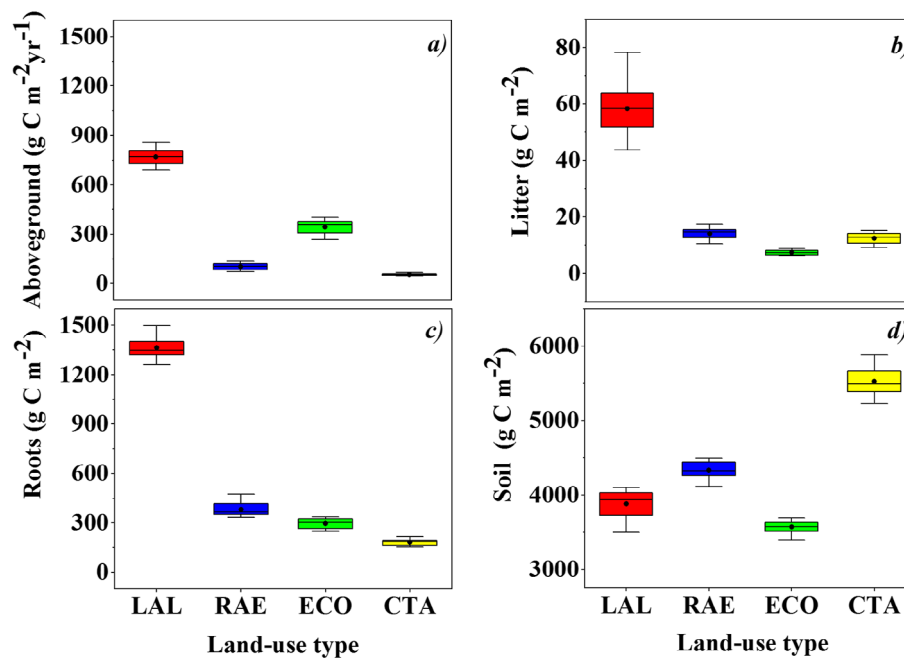 a)
Aboveground (g C m⁻²yr⁻¹)
1500
1200
900
600
300
0
b)
Litter (g C m⁻²)
80
60
40
20
0
c)
Roots (g C m⁻²)
1500
1200
900
600
300
0
LAL RAE ECO CTA
Land-use type
d)
Soil (g C m⁻²)
6000
5000
4000
3000
LAL RAE ECO CTA
Land-use type